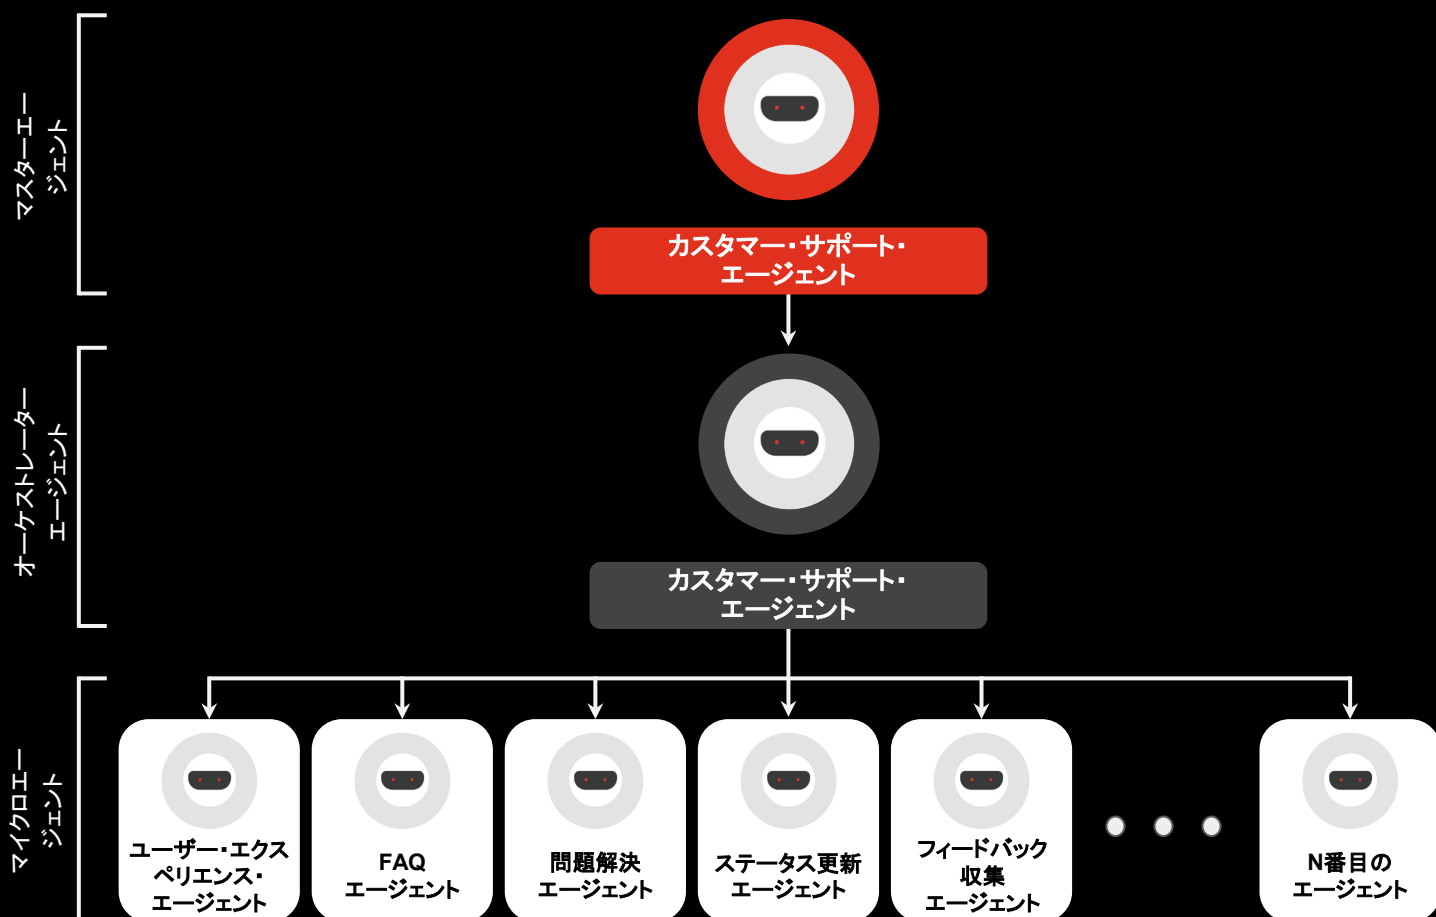 マスターエー
ジェント
カスタマー・サポート・
エージェント
オーケストレーター
エージェント
カスタマー・サポート・
エージェント
マイクロエー
ジェント
ユーザー・エクス
ペリエンス・
エージェント
FAQ
エージェント
問題解決
エージェント
ステータス更新
エージェント
フィードバック
収集
エージェント
N番目の
エージェント